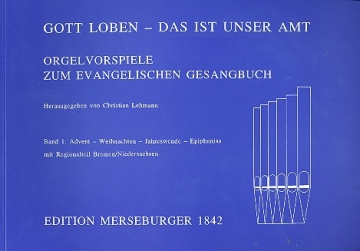 GOTT LOBEN – DAS IST UNSER AMT
ORGELVORSPIELE
ZUM EVANGELISCHEN GESANGBUCH
Herausgegeben von Christian Lehmann
Band 1: Advent – Weihnachten – Jahreswende – Epiphanias
mit Regionalteil Bremen/Niedersachsen
EDITION MERSEBURGER 1842